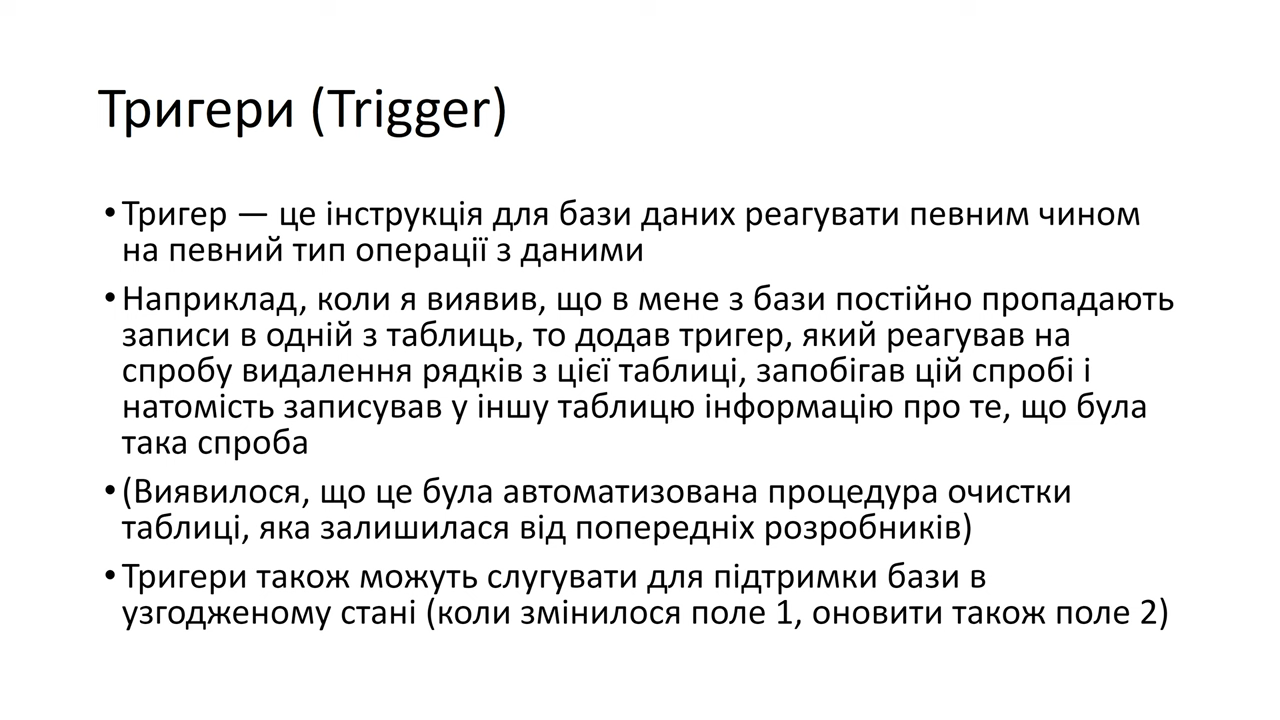 Тригери (Trigger)
•Тригер — це інструкція для бази даних реагувати певним чином
на певний тип операції з даними
•Наприклад, коли я виявив, що в мене з бази постійно пропадають
записи в одній з таблиць, то додав тригер, який реагував на
спробу видалення рядків з цієї таблиці, запобігав цій спробі і
натомість записував у іншу таблицю інформацію про те, що була
така спроба
•(Виявилося, що це була автоматизована процедура очистки
таблиці, яка залишилася від попередніх розробників)
•Тригери також можуть слугувати для підтримки бази в
узгодженому стані (коли змінилося поле 1, оновити також поле 2)